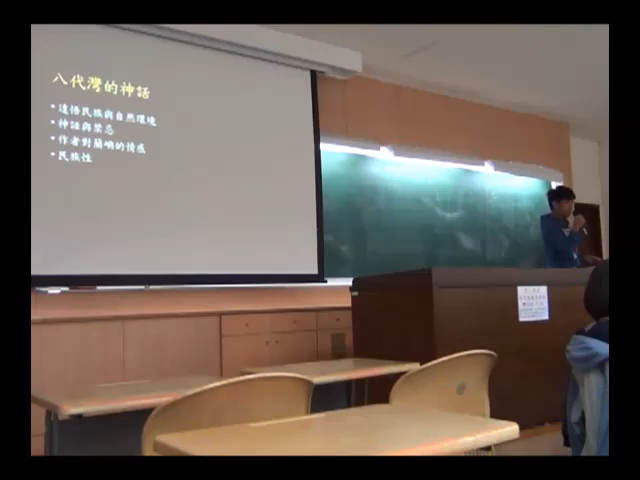 八代灣的神話
▪達悟民族與自然環境
▪神話與禁忌
▪作者對蘭嶼的情感
▪民族性